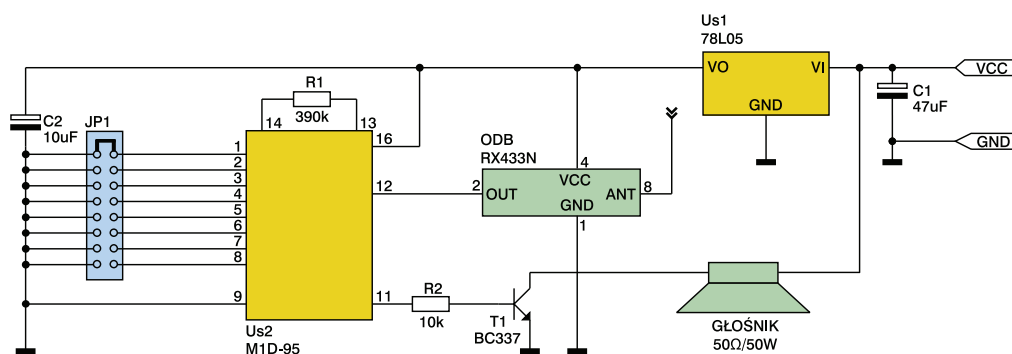 Us1
78L05
VO
VI
GND
VCC
C1
47uF
GND
R1
390k
14
13
16
C2
10uF
JP1
1
2
3
4
5
6
7
8
9
12
11
Us2
M1D-95
ODB
RX433N
2
OUT
4
VCC
GND
1
ANT
8
R2
10k
T1
BC337
GŁOŚNIK
50Ω/50W